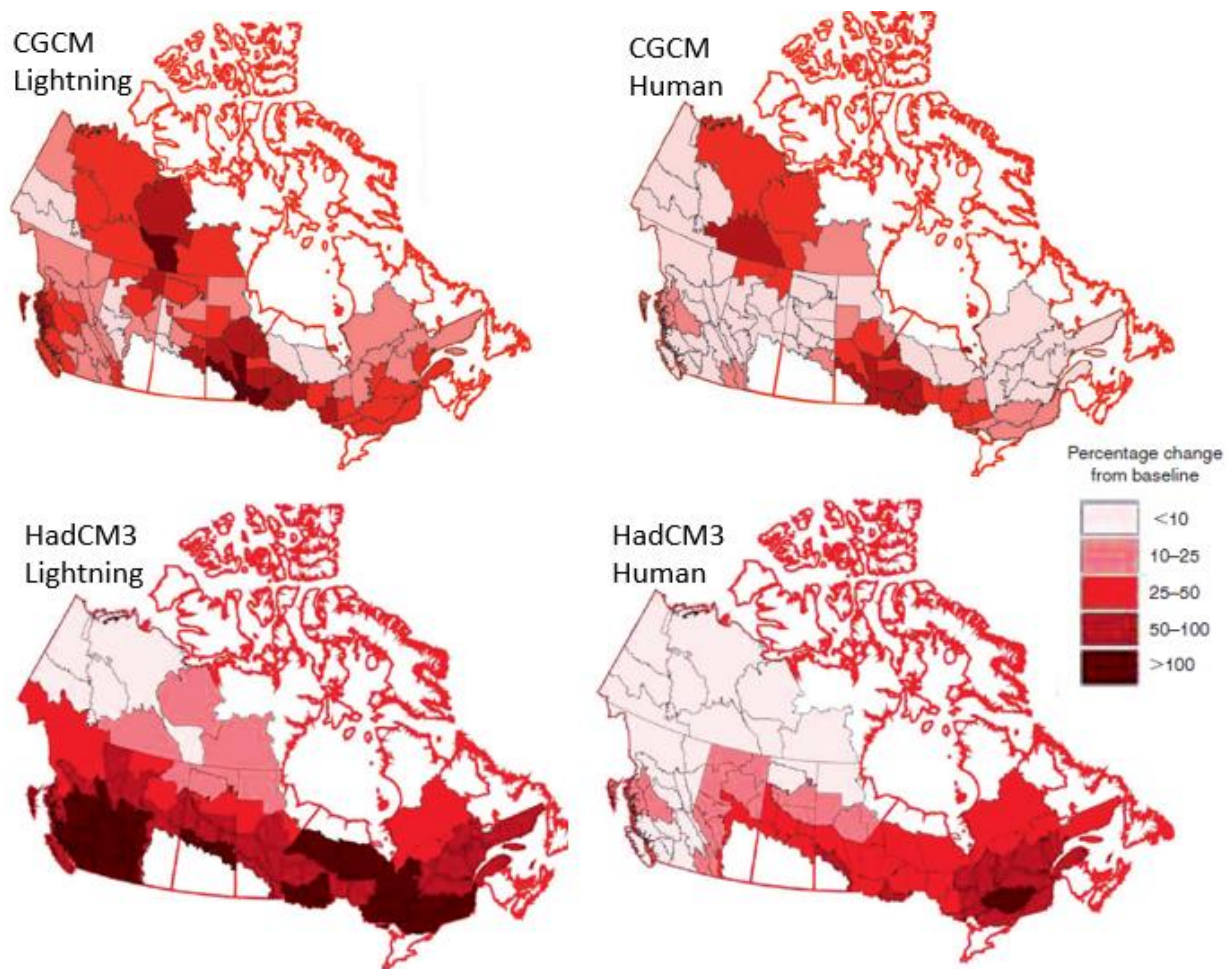 CGCM
Lightning
CGCM
Human
Percentage change
from baseline
<10
10–25
25–50
50–100
>100
HadCM3
Lightning
HadCM3
Human